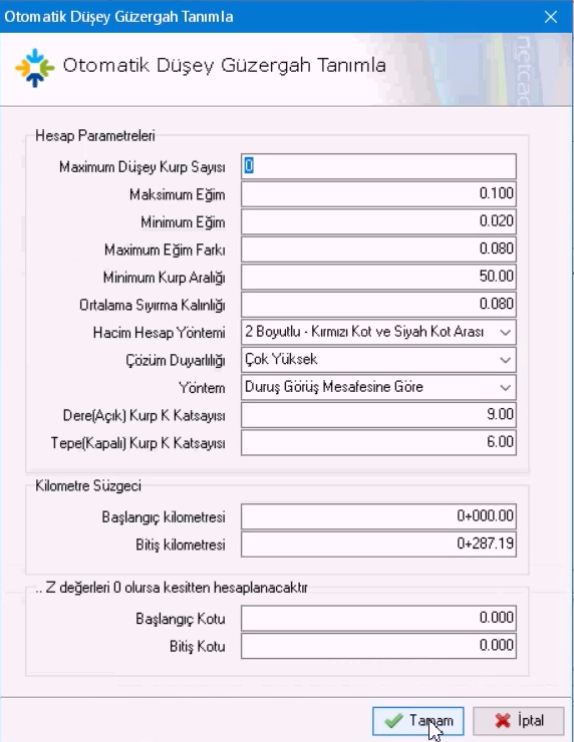 Otomatik Düşey Güzergah Tanımla
Otomatik Düşey Güzergah Tanımla
netcad
Hesap Parametreleri
Maximum Düşey Kurp Sayısı 0
Maksimum Eğim 0.100
Minimum Eğim 0.020
Maximum Eğim Farkı 0.080
Minimum Kurp Aralığı 50.00
Ortalama Sıyırma Kalınlığı 0.080
Hacim Hesap Yöntemi 2 Boyutlu - Kırmızı Kot ve Siyah Kot Arası
Çözüm Duyarlılığı Çok Yüksek
Yöntem Duruş Görüş Mesafesine Göre
Dere(Açık) Kurp K Katsayısı 9.00
Tepe(Kapalı) Kurp K Katsayısı 6.00
Kilometre Süzgeci
Başlangıç kilometresi 0+000.00
Bitiş kilometresi 0+287.19
.. Z değerleri 0 olursa kesitten hesaplanacaktır
Başlangıç Kotu 0.000
Bitiş Kotu 0.000
Tamam İptal